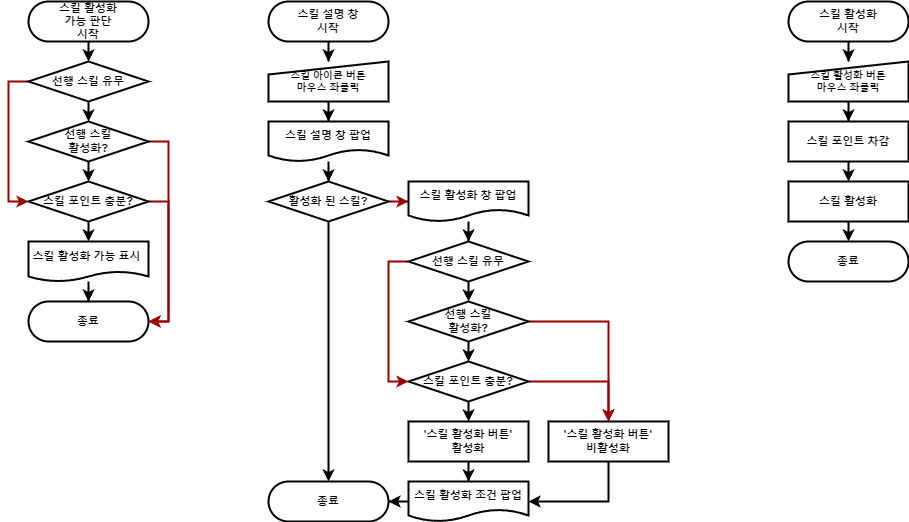 스킬 활성화
가능 판단
시작
선행 스킬 유무
선행 스킬
활성화?
스킬 포인트 충분?
스킬 활성화 가능 표시
종료
스킬 설명 창
시작
스킬 아이콘 버튼
마우스 좌클릭
스킬 설명 창 팝업
활성화 된 스킬?
스킬 활성화 창 팝업
선행 스킬 유무
선행 스킬
활성화?
스킬 포인트 충분?
'스킬 활성화 버튼'
활성화
'스킬 활성화 버튼'
비활성화
스킬 활성화 조건 팝업
종료
스킬 활성화
시작
스킬 활성화 버튼
마우스 좌클릭
스킬 포인트 차감
스킬 활성화
종료